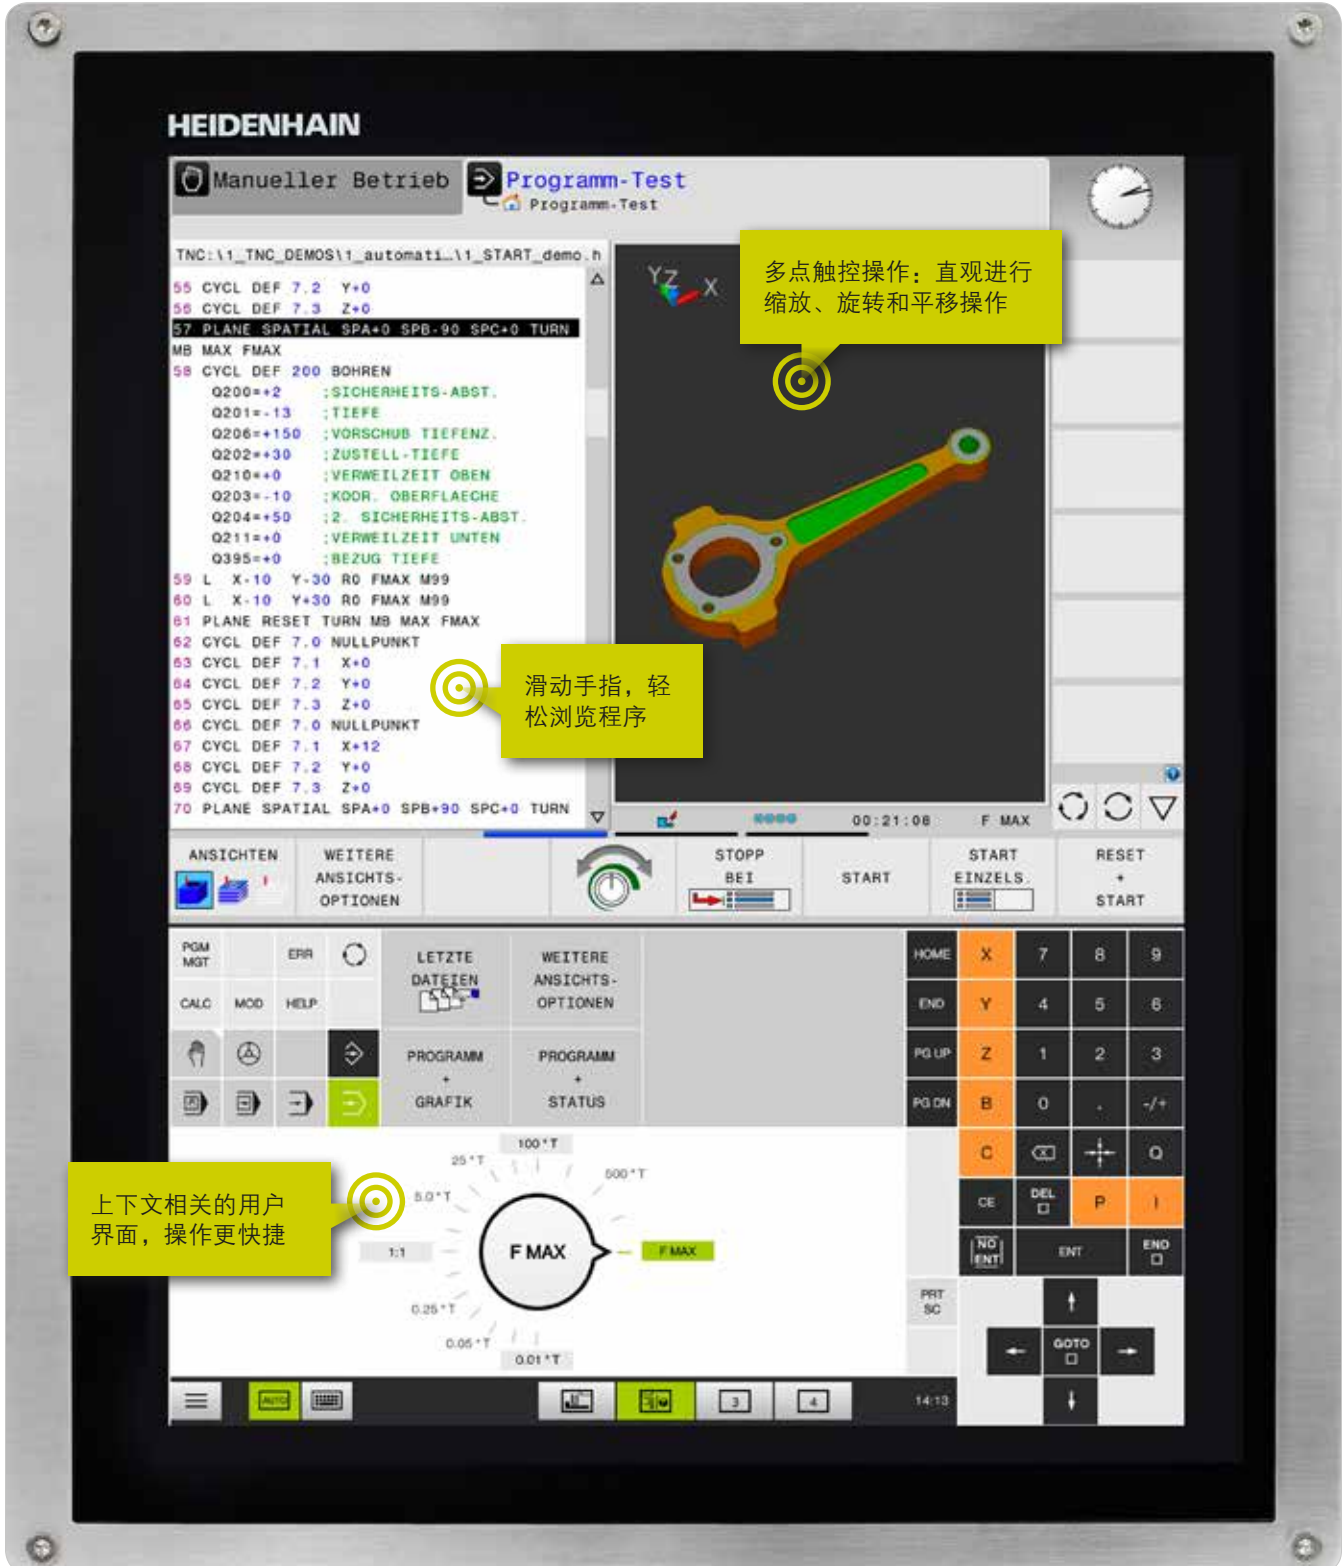 HEIDENHAIN
Manueller Betrieb
Programm-Test
Programm-Test
TNC:\1_TNC_DEMOS\1_automati…\1_START_demo.h
55 CYCL DEF 7.2 Y+0
56 CYCL DEF 7.3 Z+0
57 PLANE SPATIAL SPA+0 SPB-90 SPC+0 TURN
MB MAX FMAX
58 CYCL DEF 200 BOHREN
Q200=+2 ;SICHERHEITS-ABST.
Q201=-13 ;TIEFE
Q206=+150 ;VORSCHUB TIEFENZ.
Q202=+30 ;ZUSTELL-TIEFE
Q210=+0 ;VERWEILZEIT OBEN
Q203=-10 ;KOOR. OBERFLAECHE
Q204=+50 ;2. SICHERHEITS-ABST.
Q211=+0 ;VERWEILZEIT UNTEN
Q395=+0 ;BEZUG TIEFE
59 L X-10 Y-30 R0 FMAX M99
60 L X-10 Y+30 R0 FMAX M99
61 PLANE RESET TURN MB MAX FMAX
62 CYCL DEF 7.0 NULLPUNKT
63 CYCL DEF 7.1 X+0
64 CYCL DEF 7.2 Y+0
65 CYCL DEF 7.3 Z+0
66 CYCL DEF 7.0 NULLPUNKT
67 CYCL DEF 7.1 X+12
68 CYCL DEF 7.2 Y+0
69 CYCL DEF 7.3 Z+0
70 PLANE SPATIAL SPA+0 SPB+90 SPC+0 TURN
Y Z X
多点触控操作：直观进行
缩放、旋转和平移操作
滑动手指，轻
松浏览程序
00:21:08 F MAX
ANSICHTEN
WEITERE
ANSICHTS-
OPTIONEN
STOPP
BEI
START
START
EINZELS.
RESET
+
START
PGM
MGT
ERR
CALC
MOD
HELP
LETZTE
DATEIEN
WEITERE
ANSICHTS-
OPTIONEN
PROGRAMM
+
GRAFIK
PROGRAMM
+
STATUS
HOME X 7 8 9
END Y 4 5 6
PG UP Z 1 2 3
PG DN B 0 . -/+
C Q
CE
DEL
P I
NO
ENT
ENT
END
PRT
SC
GOTO
上下文相关的用户
界面，操作更快捷
100*T
25*T
500*T
5.0*T
1:1
F MAX
F MAX
0.25*T
0.05*T
0.01*T
AUTO
3
4
14:13